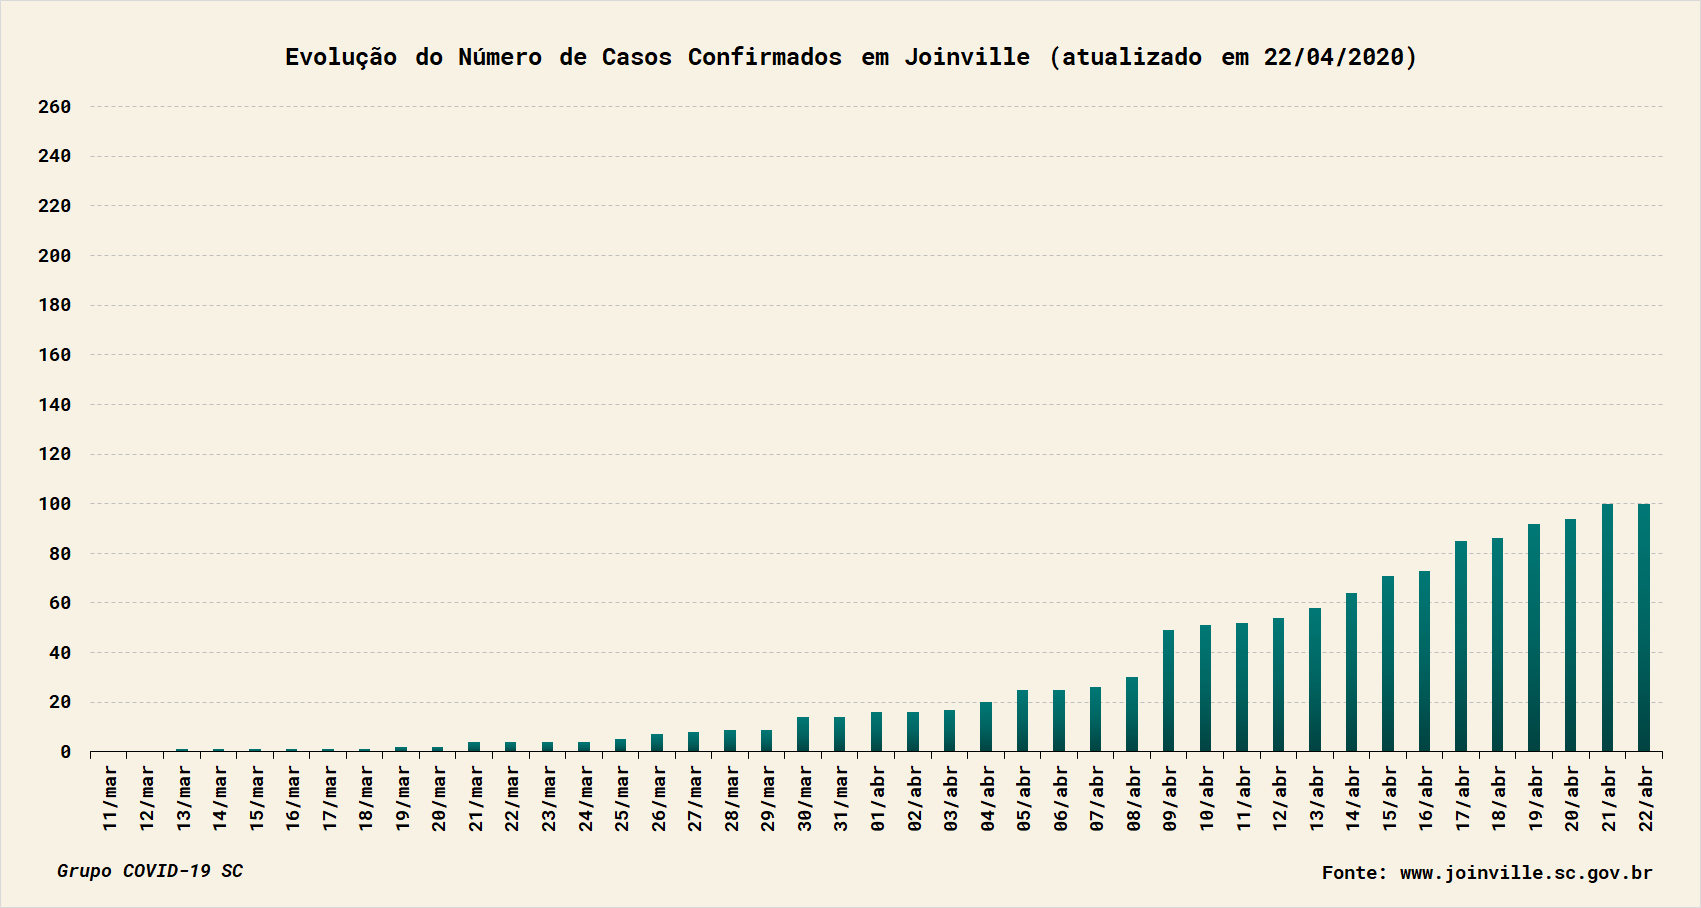 Evolução do Número de Casos Confirmados em Joinville (atualizado em 22/04/2020)
260
240
220
200
180
160
140
120
100
80
60
40
20
0
11/mar
12/mar
13/mar
14/mar
15/mar
16/mar
17/mar
18/mar
19/mar
20/mar
21/mar
22/mar
23/mar
24/mar
25/mar
26/mar
27/mar
28/mar
29/mar
30/mar
31/mar
01/abr
02/abr
03/abr
04/abr
05/abr
06/abr
07/abr
08/abr
09/abr
10/abr
11/abr
12/abr
13/abr
14/abr
15/abr
16/abr
17/abr
18/abr
19/abr
20/abr
21/abr
22/abr
Grupo COVID-19 SC
Fonte: www.joinville.sc.gov.br